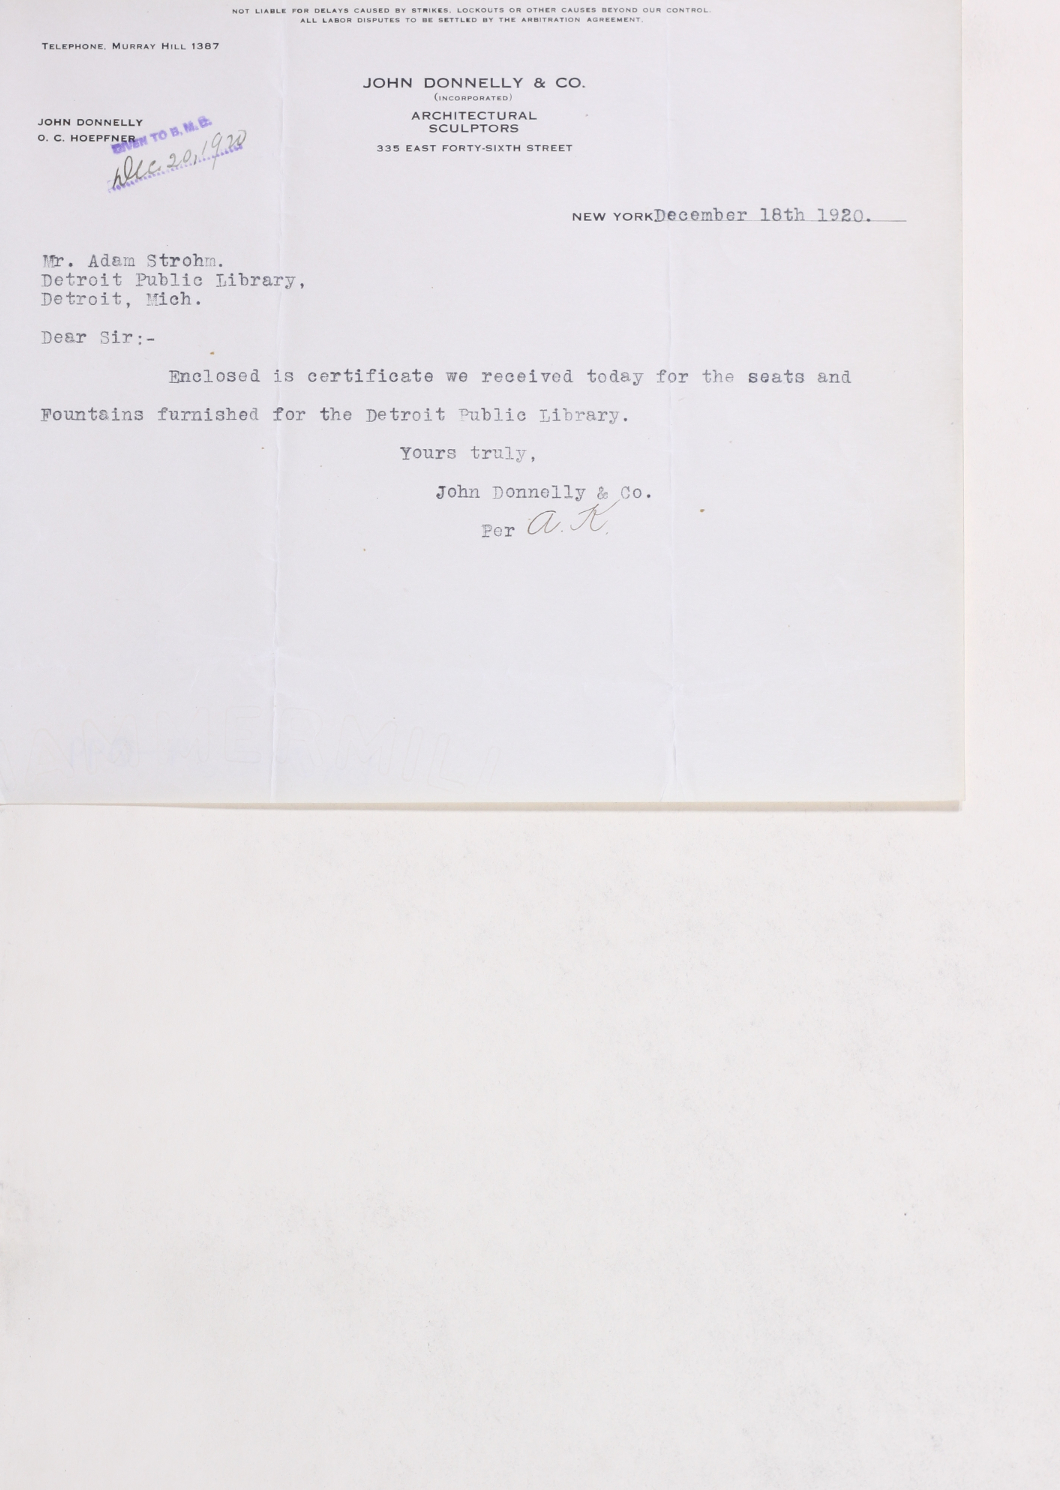 NOT LIABLE FOR DELAYS CAUSED BY STRIKES, LOCKOUTS OR OTHER CAUSES BEYOND OUR CONTROL.
ALL LABOR DISPUTES TO BE SETTLED BY THE ARBITRATION AGREEMENT.
TELEPHONE, MURRAY HILL 1387
JOHN DONNELLY & CO.
(INCORPORATED)
ARCHITECTURAL
SCULPTORS
335 EAST FORTY-SIXTH STREET
JOHN DONNELLY
O. C. HOEPFNER
GIVEN TO B. M. C.
Dec. 20, 1920
NEW YORK December 18th 1920.
Mr. Adam Strohm.
Detroit Public Library,
Detroit, Mich.
Dear Sir:-
Enclosed is certificate we received today for the seats and
Fountains furnished for the Detroit Public Library.
Yours truly,
John Donnelly & Co.
Per A. K.